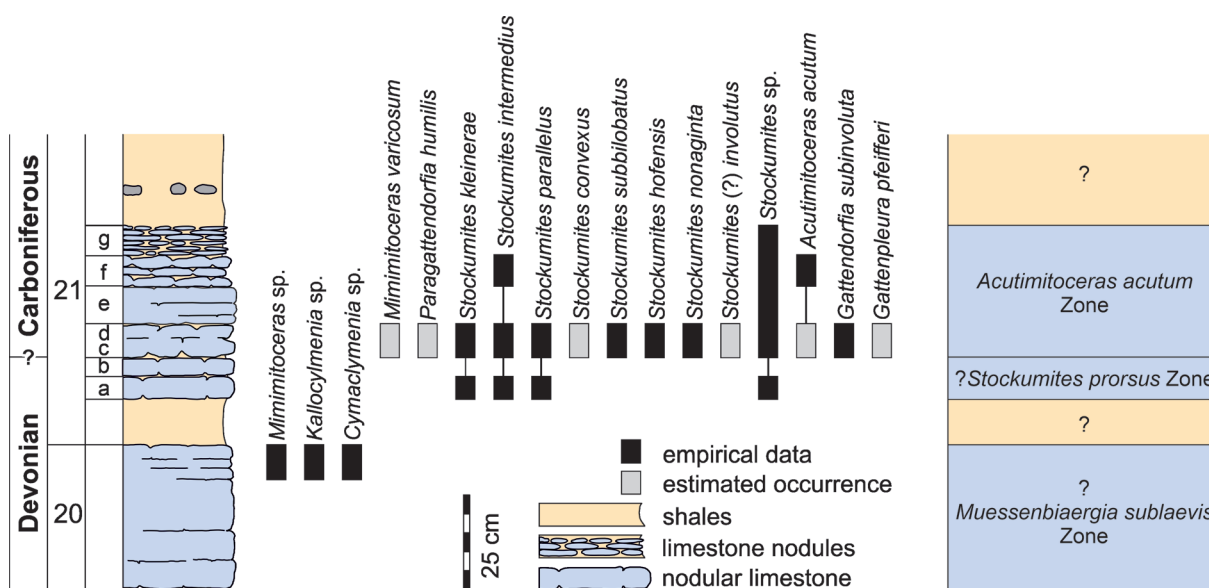 Carboniferous
?
Devonian
21
20
g
f
e
d
c
b
a
Mimimitoceras sp.
Kallocylmenia sp.
Cymaclymenia sp.
Mimimitoceras varicosum
Paragattendorfia humilis
Stockumites kleinerae
Stockumites intermedius
Stockumites parallelus
Stockumites convexus
Stockumites subbilobatus
Stockumites hofensis
Stockumites nonaginta
Stockumites (?) involutus
Stockumites sp.
Acutimitoceras acutum
Gattendorfia subinvoluta
Gattenpleura pfeifferi
?
Acutimitoceras acutum
Zone
?Stockumites prorsus Zone
?
?
Muessenbiaergia sublaevis
Zone
empirical data
estimated occurrence
shales
limestone nodules
nodular limestone
25 cm